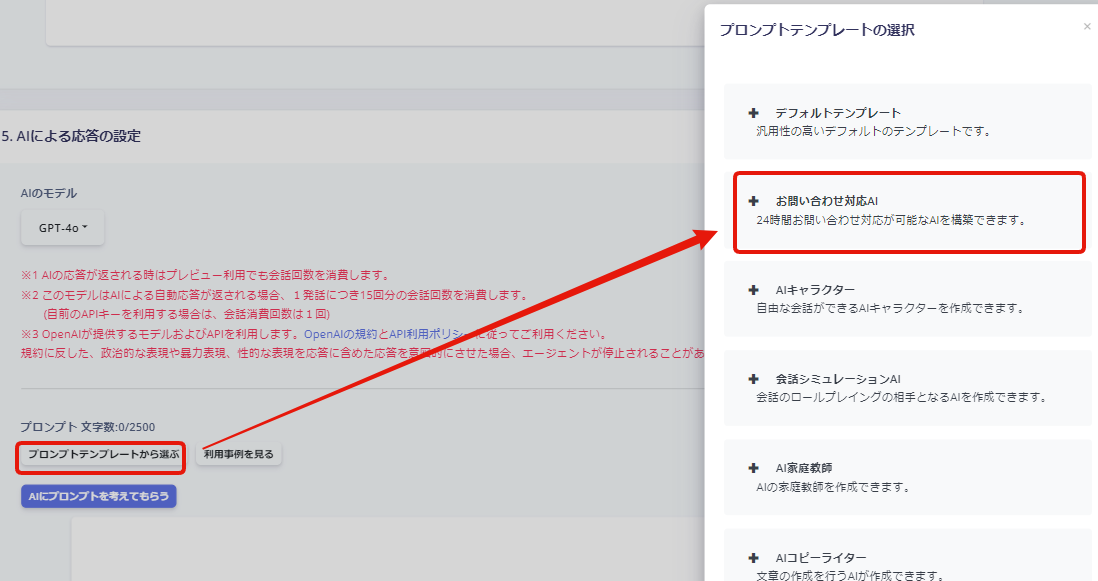 5. AIによる応答の設定
AIのモデル
GPT-4o
※1 AIの応答が返される時はプレビュー利用でも会話回数を消費します。
※2 このモデルはAIによる自動応答が返される場合、１発話につき15回分の会話回数を消費します。
(自前のAPIキーを利用する場合は、会話消費回数は１回)
※3 OpenAIが提供するモデルおよびAPIを利用します。OpenAIの規約とAPI利用ポリシーに従ってご利用ください。
規約に反した、政治的な表現や暴力表現、性的な表現を応答に含めた応答を意図的にさせた場合、エージェントが停止されることがあ
プロンプト 文字数:0/2500
プロンプトテンプレートから選ぶ
利用事例を見る
AIにプロンプトを考えてもらう
プロンプトテンプレートの選択
×
デフォルトテンプレート
汎用性の高いデフォルトのテンプレートです。
お問い合わせ対応AI
24時間お問い合わせ対応が可能なAIを構築できます。
AIキャラクター
自由な会話ができるAIキャラクターを作成できます。
会話シミュレーションAI
会話のロールプレイングの相手となるAIを作成できます。
AI家庭教師
AIの家庭教師を作成できます。
AIコピーライター
文章の作成を行うAIが作成できます。